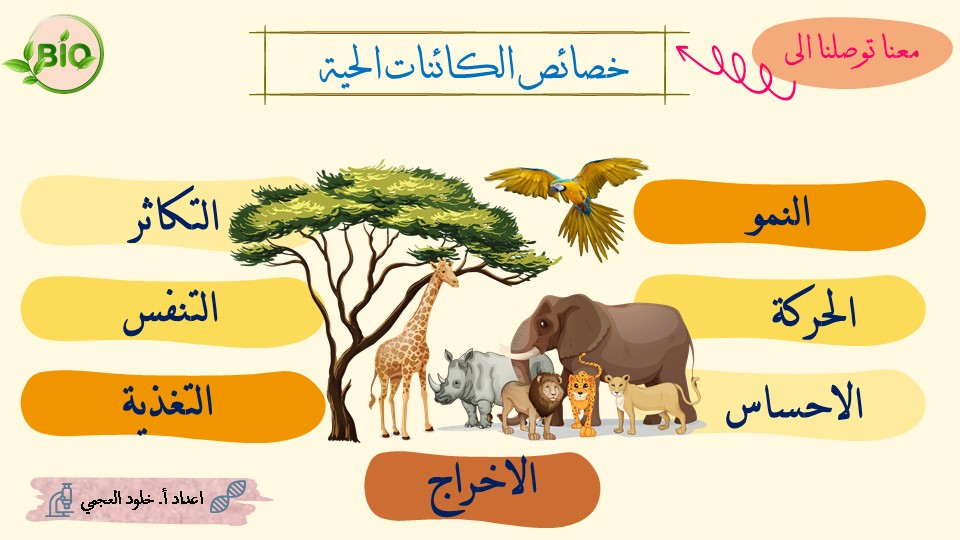 معنا توصلنا الى
خصائص الكائنات الحية
BIO
النمو
التكاثر
الحركة
التنفس
الاحساس
التغذية
الاخراج
اعداد أ. خلود العجمي